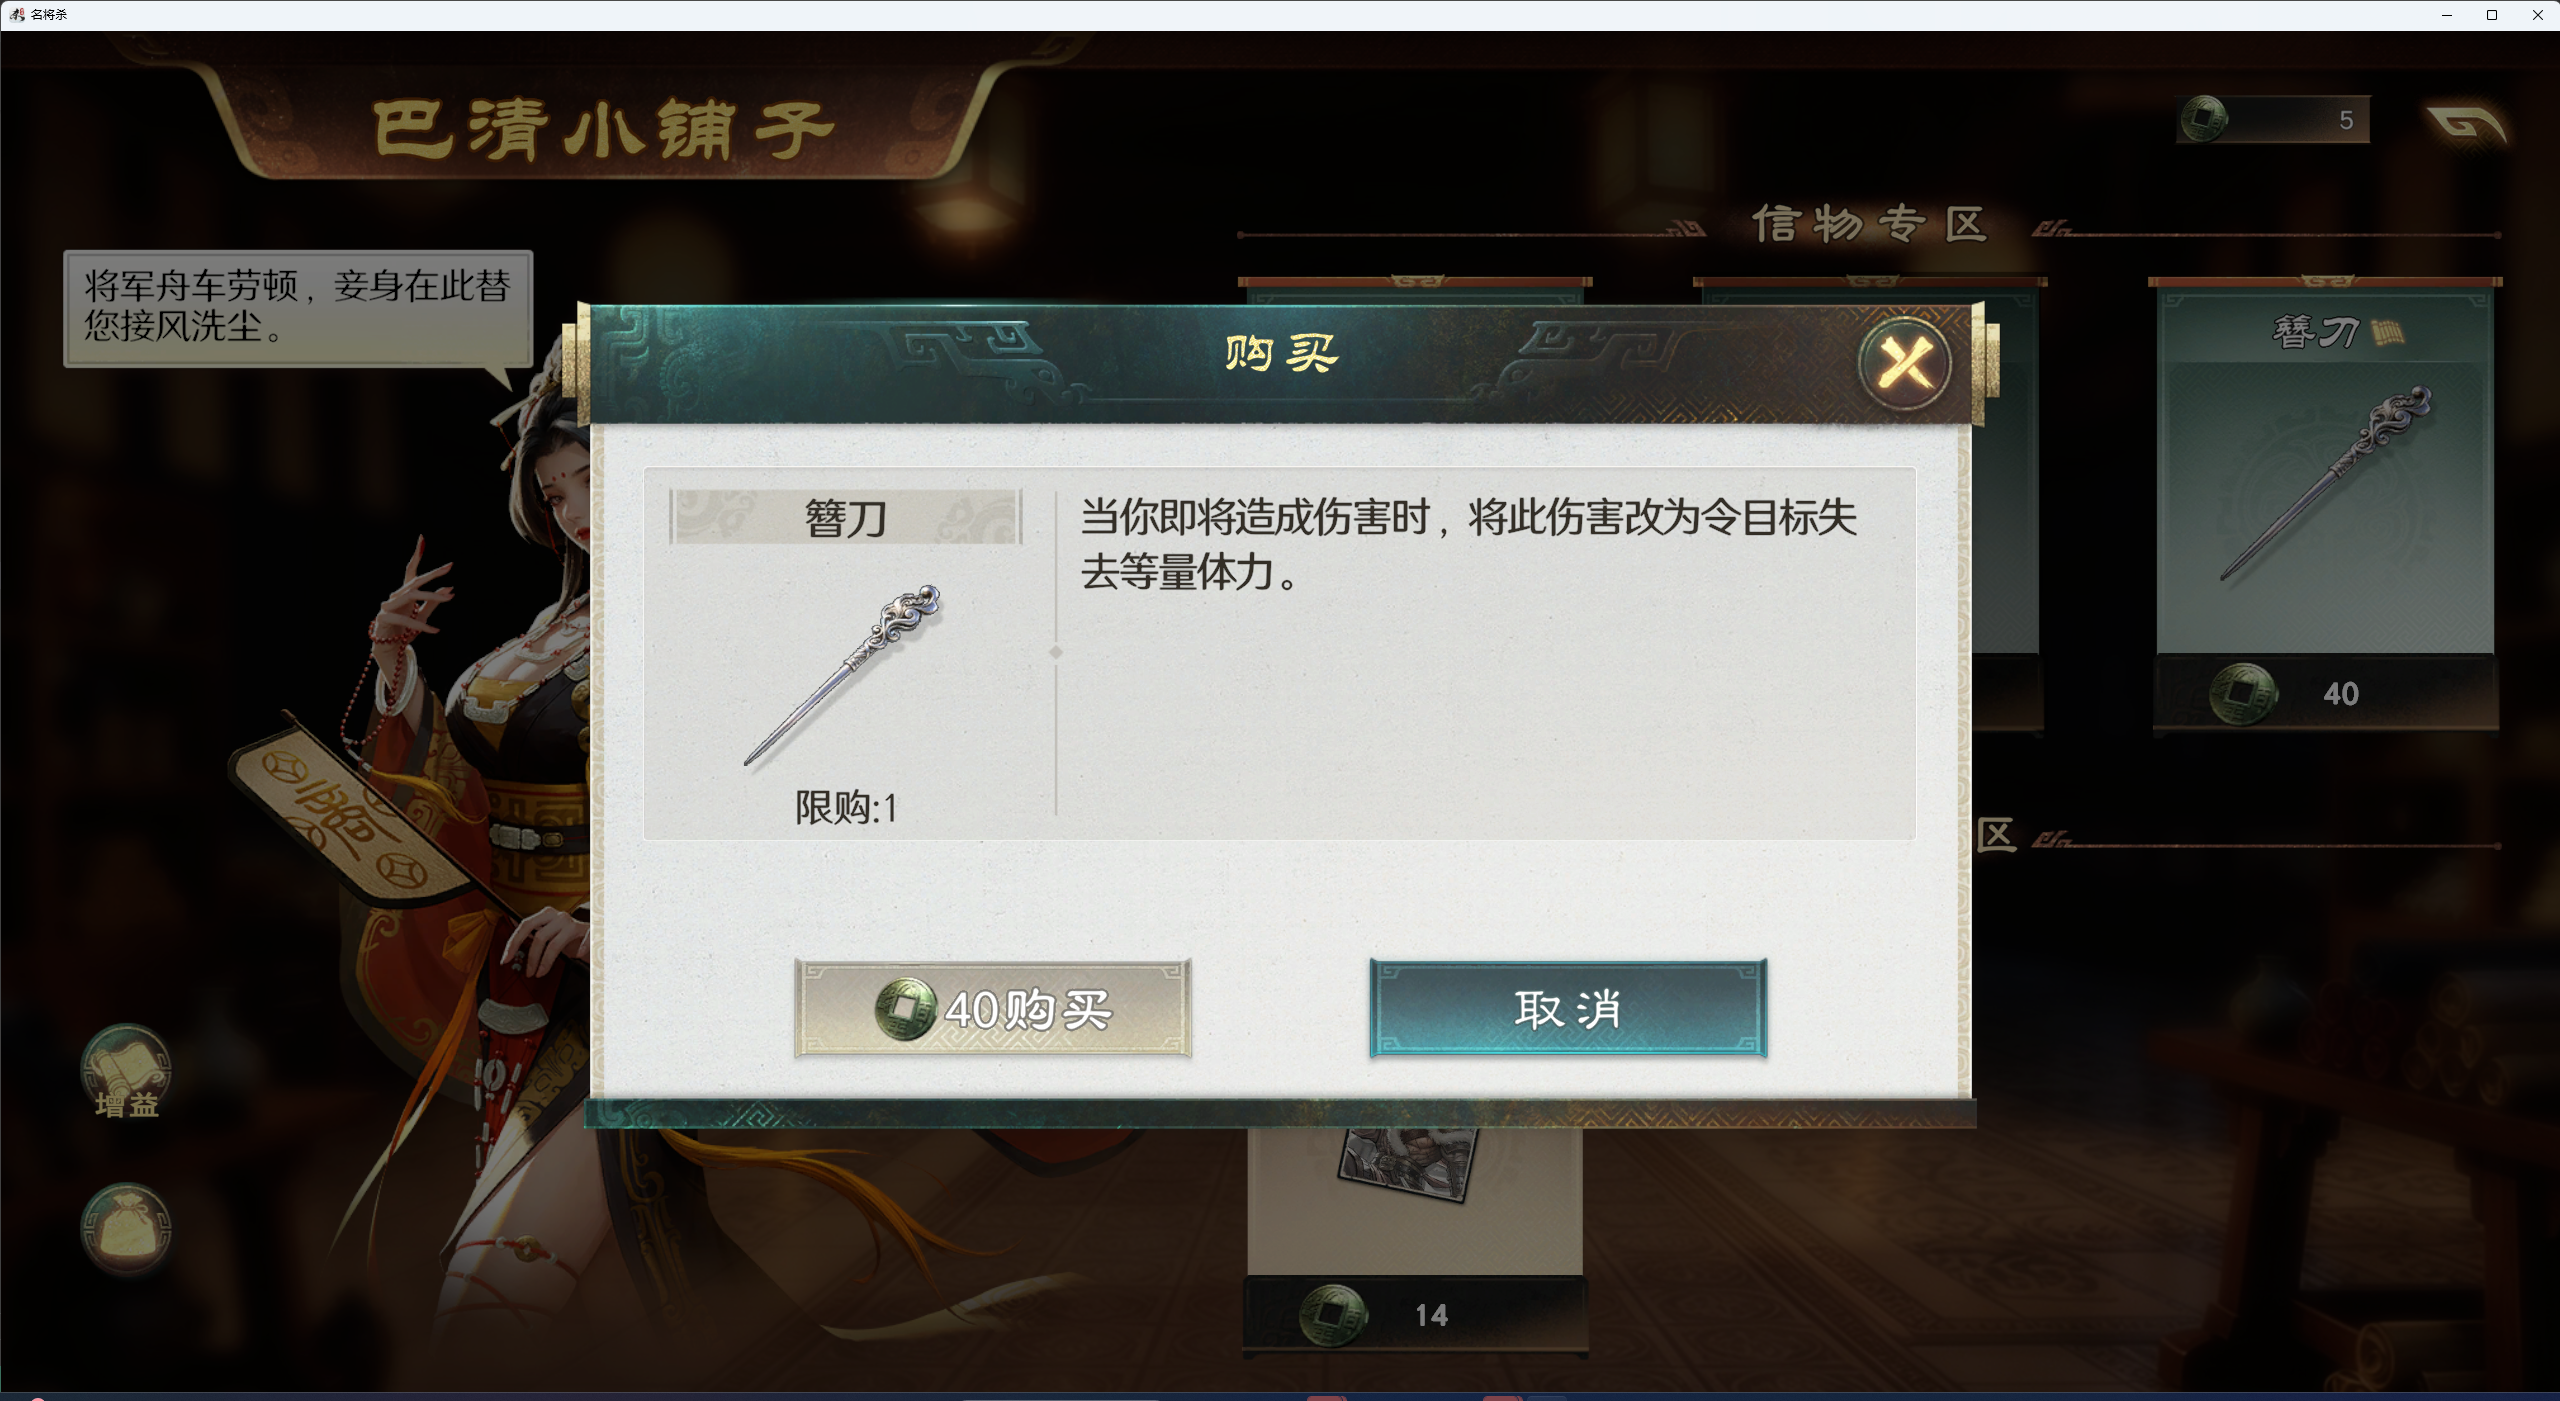 名将杀
巴清小铺子
5
信物专区
将军舟车劳顿，妾身在此替
您接风洗尘。
购买
簪刀
簪刀
当你即将造成伤害时，将此伤害改为令目标失
去等量体力。
限购:1
40
区
40购买
取消
增益
14